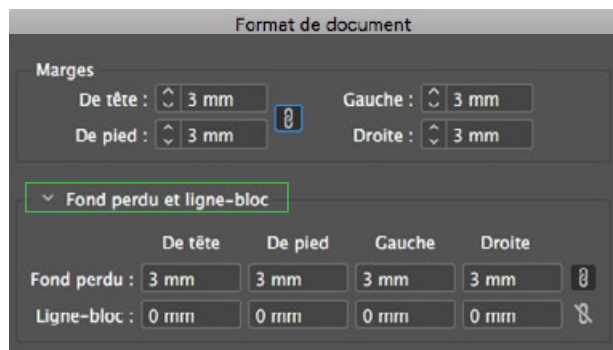 Format de document
Marges
De tête : 3 mm Gauche : 3 mm
De pied : 3 mm Droite : 3 mm
Fond perdu et ligne-bloc
De tête De pied Gauche Droite
Fond perdu : 3 mm 3 mm 3 mm 3 mm
Ligne-bloc : 0 mm 0 mm 0 mm 0 mm